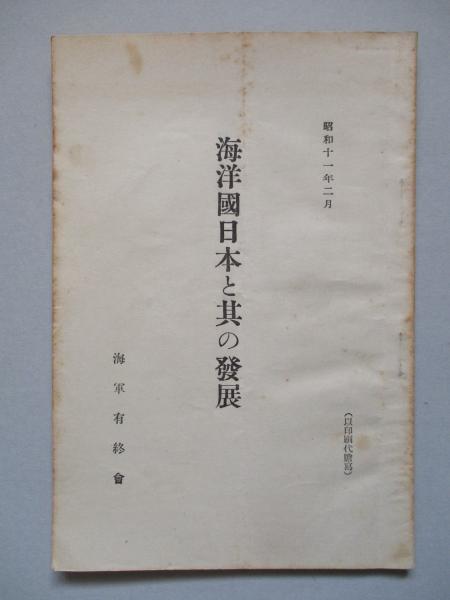 昭和十一年二月
（以印刷代謄寫）
海洋國日本と其の發展
海軍有終會